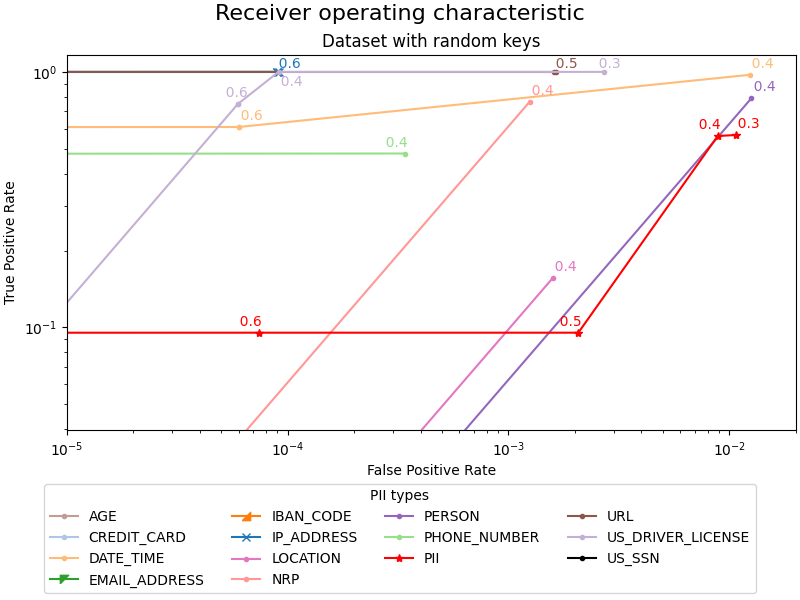 Receiver operating characteristic
Dataset with random keys
True Positive Rate
10⁰
10⁻¹
0.6
0.5
0.3
0.4
0.4
0.6
0.4
0.4
0.6
0.4
0.4
0.3
0.4
0.4
0.6
0.5
10⁻⁵
10⁻⁴
10⁻³
10⁻²
False Positive Rate
PII types
AGE
CREDIT_CARD
DATE_TIME
EMAIL_ADDRESS
IBAN_CODE
IP_ADDRESS
LOCATION
NRP
PERSON
PHONE_NUMBER
PII
URL
US_DRIVER_LICENSE
US_SSN